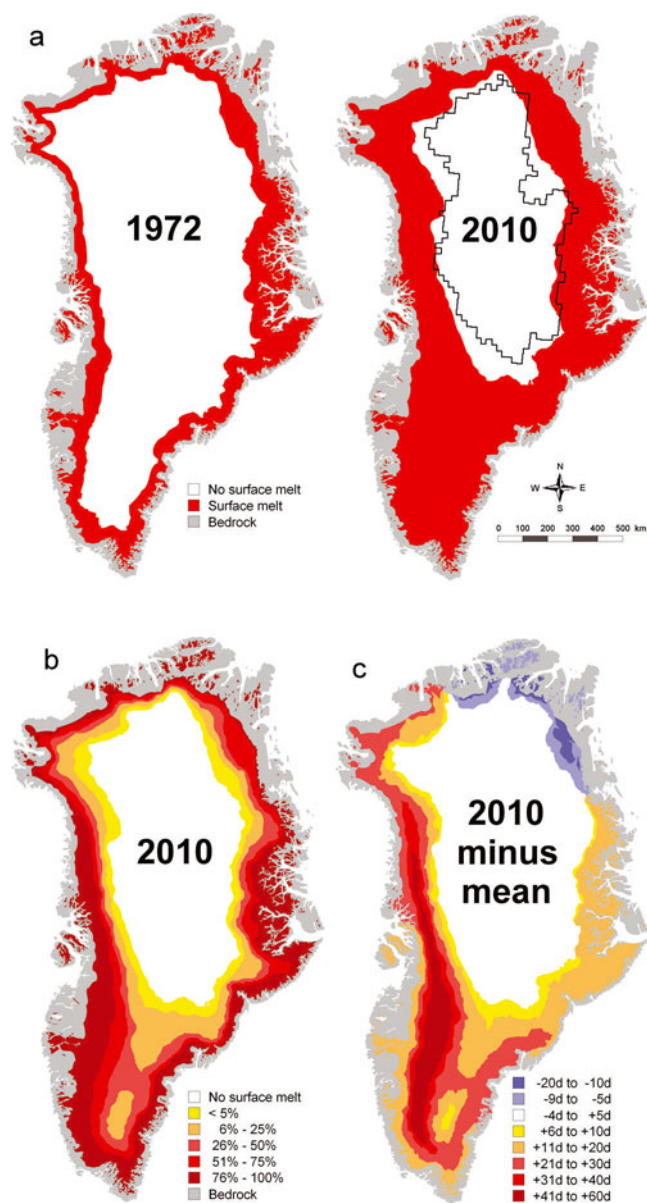 a
1972
2010
No surface melt
Surface melt
Bedrock
N
W E
S
0 100 200 300 400 500 km
b
2010
No surface melt
< 5%
6% - 25%
26% - 50%
51% - 75%
76% - 100%
Bedrock
c
2010
minus
mean
-20d to -10d
-9d to -5d
-4d to +5d
+6d to +10d
+11d to +20d
+21d to +30d
+31d to +40d
+41d to +60d